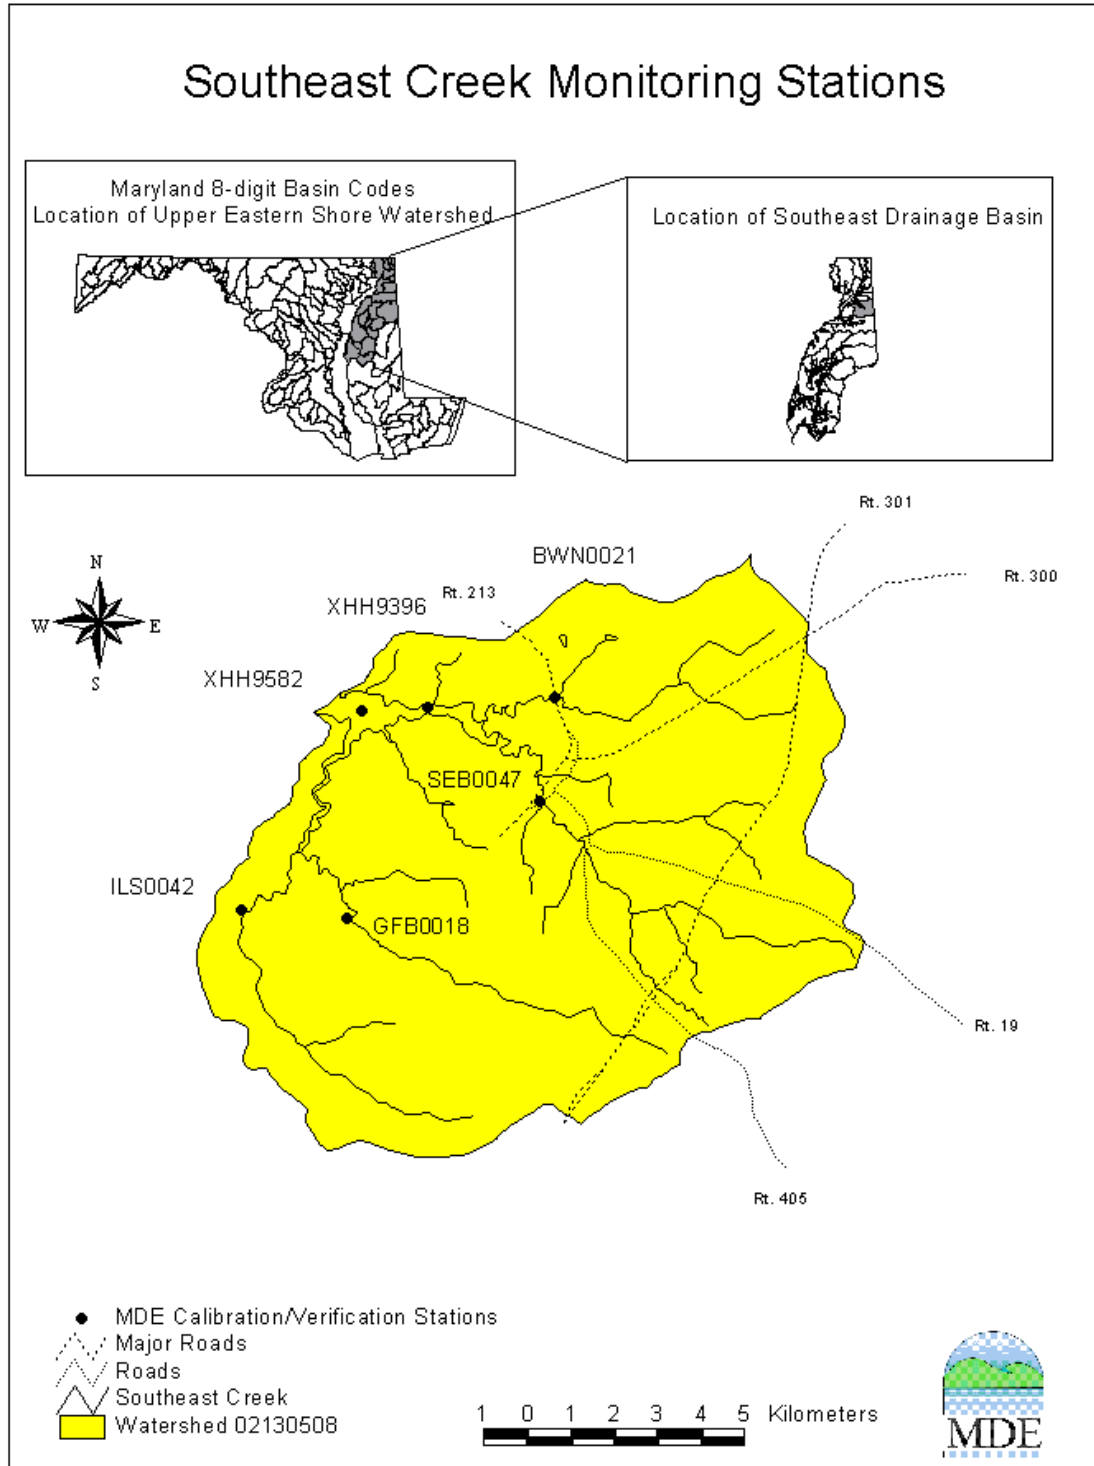 Southeast Creek Monitoring Stations
Maryland 8-digit Basin Codes
Location of Upper Eastern Shore Watershed
Location of Southeast Drainage Basin
Rt. 301
BWN0021
Rt. 300
N
Rt. 213
XHH9396
W
E
S
XHH9582
SEB0047
ILS0042
GFB0018
Rt. 19
Rt. 405
MDE Calibration/Verification Stations
Major Roads
Roads
Southeast Creek
Watershed 02130508
1 0 1 2 3 4 5 Kilometers
MDE